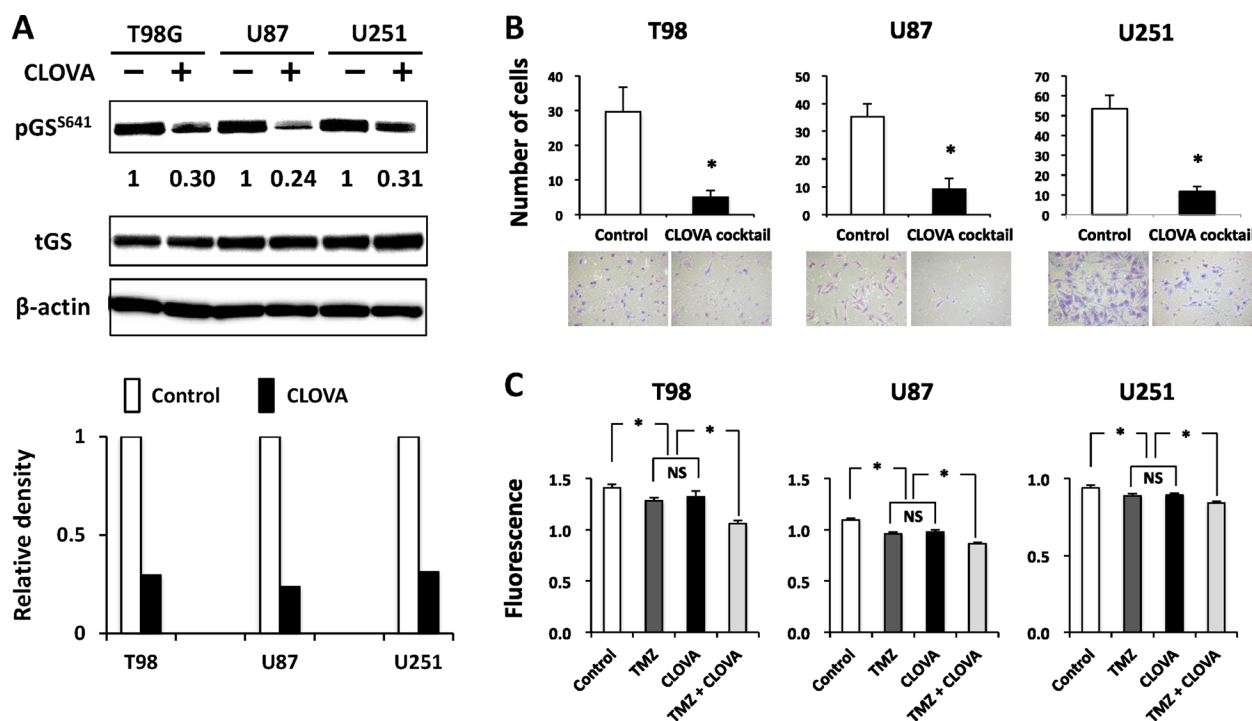 A
T98G U87 U251
CLOVA − + − + − +
pGS^S641
1 0.30 1 0.24 1 0.31
tGS
β-actin
Control CLOVA
Relative density
1
0.5
0
T98 U87 U251
B
T98 U87 U251
Number of cells
40
30
20
10
0
*
Control CLOVA cocktail
50
40
30
20
10
0
*
Control CLOVA cocktail
70
60
50
40
30
20
10
0
*
Control CLOVA cocktail
C
T98 U87 U251
Fluorescence
* *
NS
1.5
1.0
0.5
0.0
Control TMZ CLOVA TMZ + CLOVA
* *
NS
1.5
1.0
0.5
0.0
Control TMZ CLOVA TMZ + CLOVA
* *
NS
1.0
0.5
0.0
Control TMZ CLOVA TMZ + CLOVA